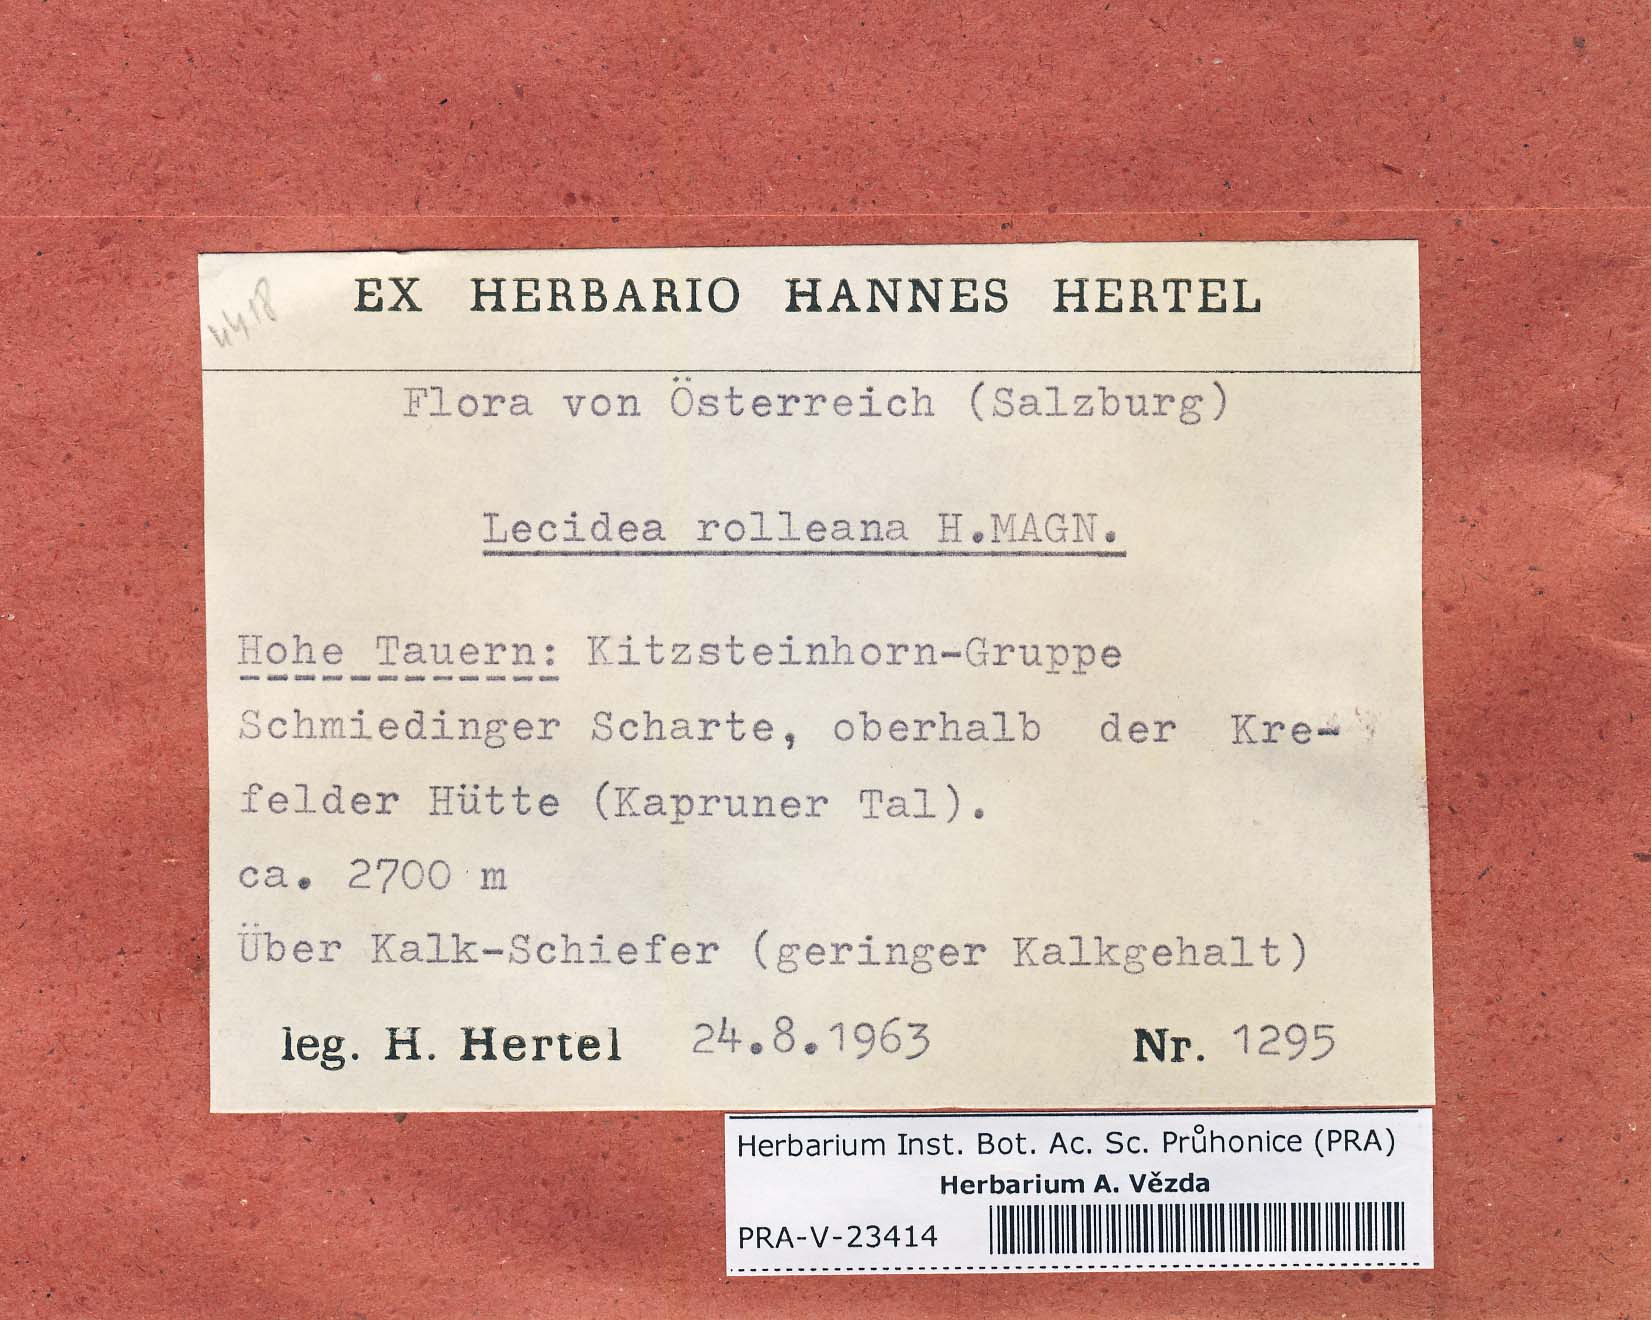 4418
EX HERBARIO HANNES HERTEL
Flora von Österreich (Salzburg)
Lecidea rolleana H.MAGN.
Hohe Tauern: Kitzsteinhorn-Gruppe
Schmiedinger Scharte, oberhalb der Kre-
felder Hütte (Kapruner Tal).
ca. 2700 m
Über Kalk-Schiefer (geringer Kalkgehalt)
leg. H. Hertel 24.8.1963 Nr. 1295
Herbarium Inst. Bot. Ac. Sc. Průhonice (PRA)
Herbarium A. Vězda
PRA-V-23414